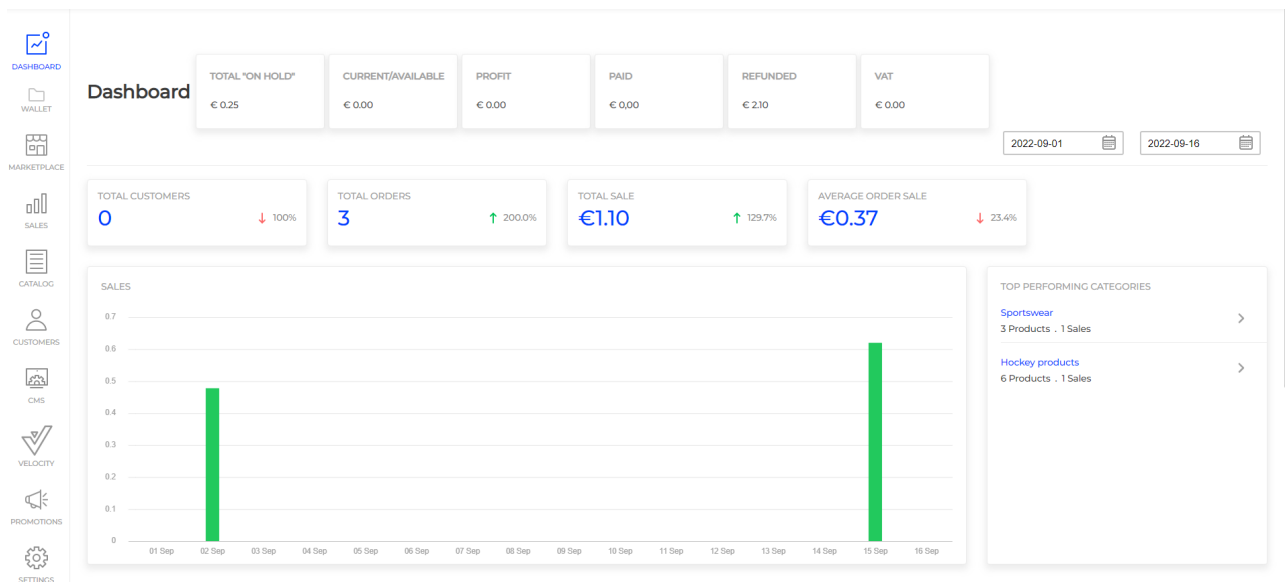 DASHBOARD
WALLET
MARKETPLACE
SALES
CATALOG
CUSTOMERS
CMS
VELOCITY
PROMOTIONS
SETTINGS
Dashboard
TOTAL "ON HOLD"
€ 0.25
CURRENT/AVAILABLE
€ 0.00
PROFIT
€ 0.00
PAID
€ 0,00
REFUNDED
€ 2.10
VAT
€ 0.00
2022-09-01
2022-09-16
TOTAL CUSTOMERS
0
↓ 100%
TOTAL ORDERS
3
↑ 200.0%
TOTAL SALE
€1.10
↑ 129.7%
AVERAGE ORDER SALE
€0.37
↓ 23.4%
SALES
0.7
0.6
0.5
0.4
0.3
0.2
0.1
0
01 Sep 02 Sep 03 Sep 04 Sep 05 Sep 06 Sep 07 Sep 08 Sep 09 Sep 10 Sep 11 Sep 12 Sep 13 Sep 14 Sep 15 Sep 16 Sep
TOP PERFORMING CATEGORIES
Sportswear
3 Products . 1 Sales
Hockey products
6 Products . 1 Sales